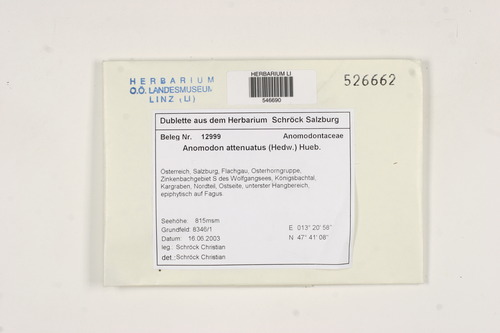 HERBARIUM
O.Ö. LANDESMUSEUM
LINZ (LI)
HERBARIUM LI
546690
526662
Dublette aus dem Herbarium Schröck Salzburg
Beleg Nr. 12999 Anomodontaceae
Anomodon attenuatus (Hedw.) Hueb.
Österreich, Salzburg, Flachgau, Osterhorngruppe,
Zinkenbachgebiet S des Wolfgangsees, Königsbachtal,
Kargraben, Nordteil, Ostseite, unterster Hangbereich,
epiphytisch auf Fagus
Seehöhe: 815msm
Grundfeld 8346/1 E 013° 20' 58"
Datum: 16.06.2003 N 47° 41' 08"
leg.: Schröck Christian
det.: Schröck Christian